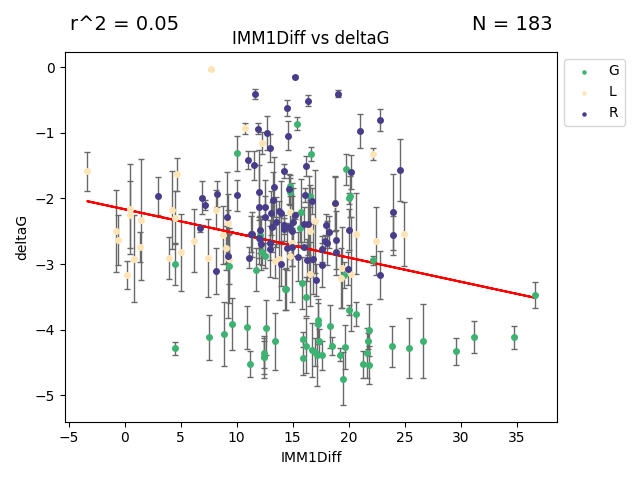 r^2 = 0.05 N = 183
IMM1Diff vs deltaG
G
L
R
0
−1
−2
−3
−4
−5
deltaG
−5 0 5 10 15 20 25 30 35
IMM1Diff